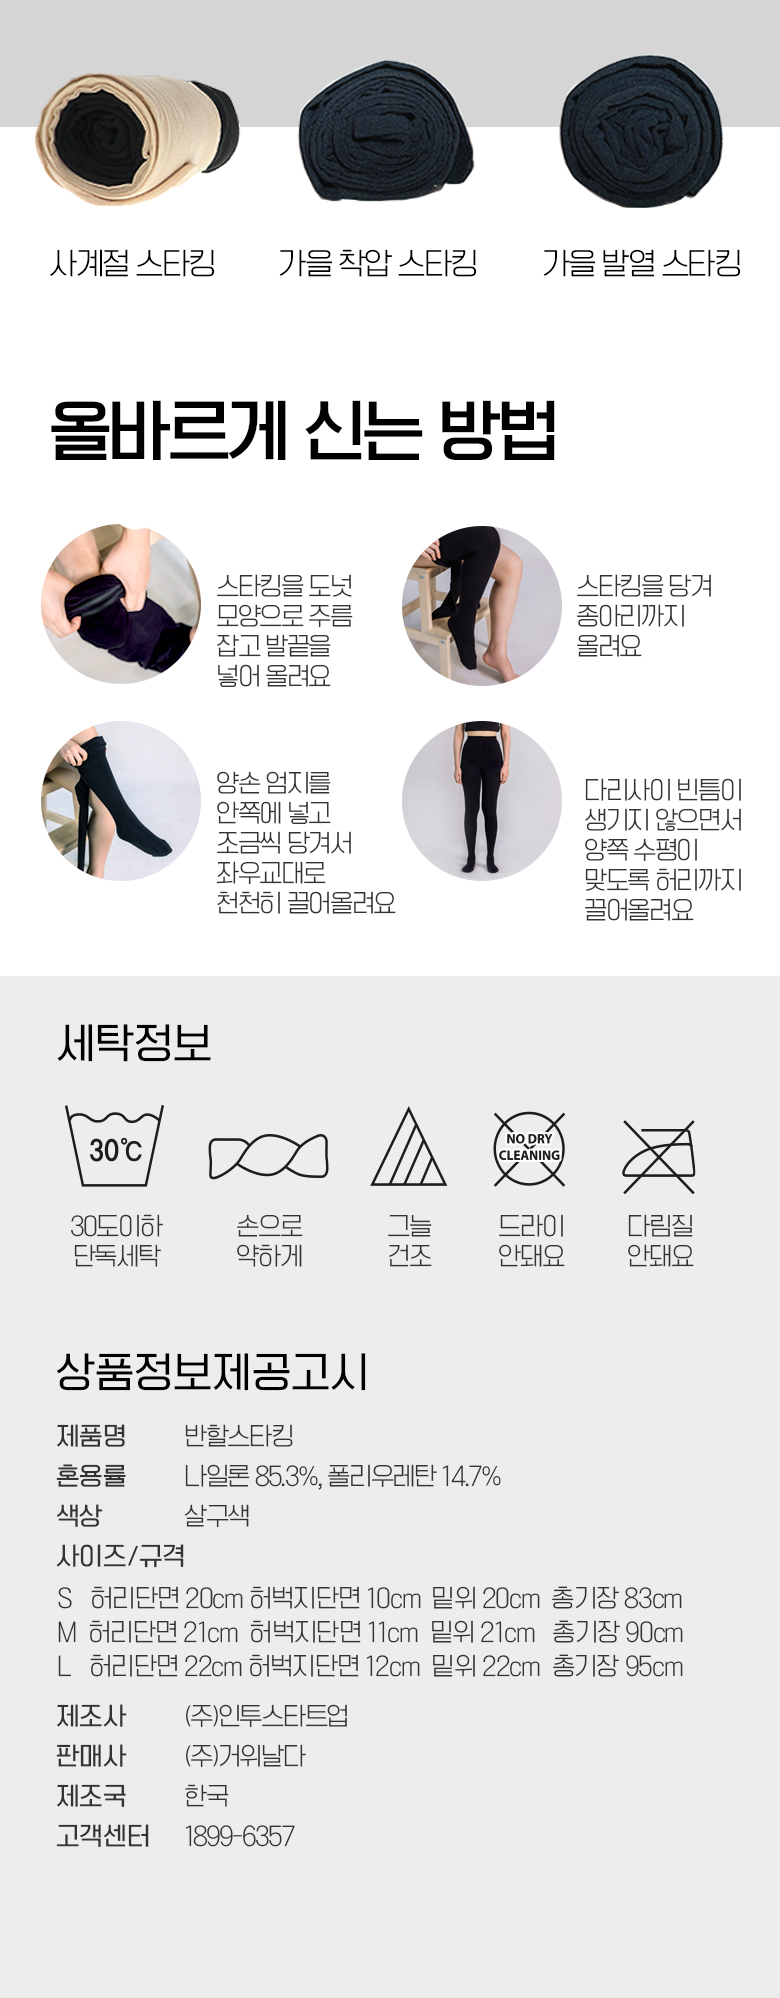 사계절 스타킹
가을 착압 스타킹
가을 발열 스타킹
올바르게 신는 방법
스타킹을 도넛
모양으로 주름
잡고 발끝을
넣어 올려요
스타킹을 당겨
종아리까지
올려요
양손 엄지를
안쪽에 넣고
조금씩 당겨서
좌우교대로
천천히 끌어올려요
다리사이 빈틈이
생기지 않으면서
양쪽 수평이
맞도록 허리까지
끌어올려요
세탁정보
30℃
NO DRY
CLEANING
30도이하
단독세탁
손으로
약하게
그늘
건조
드라이
안돼요
다림질
안돼요
상품정보제공고시
제품명 반할스타킹
혼용률 나일론 85.3%, 폴리우레탄 14.7%
색상 살구색
사이즈/규격
S 허리단면 20cm 허벅지단면 10cm 밑위 20cm 총기장 83cm
M 허리단면 21cm 허벅지단면 11cm 밑위 21cm 총기장 90cm
L 허리단면 22cm 허벅지단면 12cm 밑위 22cm 총기장 95cm
제조사 (주)인투스타트업
판매사 (주)거위날다
제조국 한국
고객센터 1899-6357